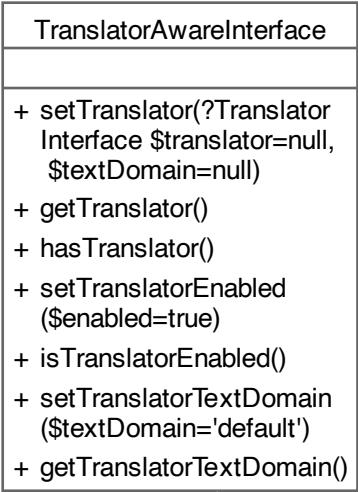 TranslatorAwareInterface
+ setTranslator(?Translator
Interface $translator=null,
$textDomain=null)
+ getTranslator()
+ hasTranslator()
+ setTranslatorEnabled
($enabled=true)
+ isTranslatorEnabled()
+ setTranslatorTextDomain
($textDomain='default')
+ getTranslatorTextDomain()